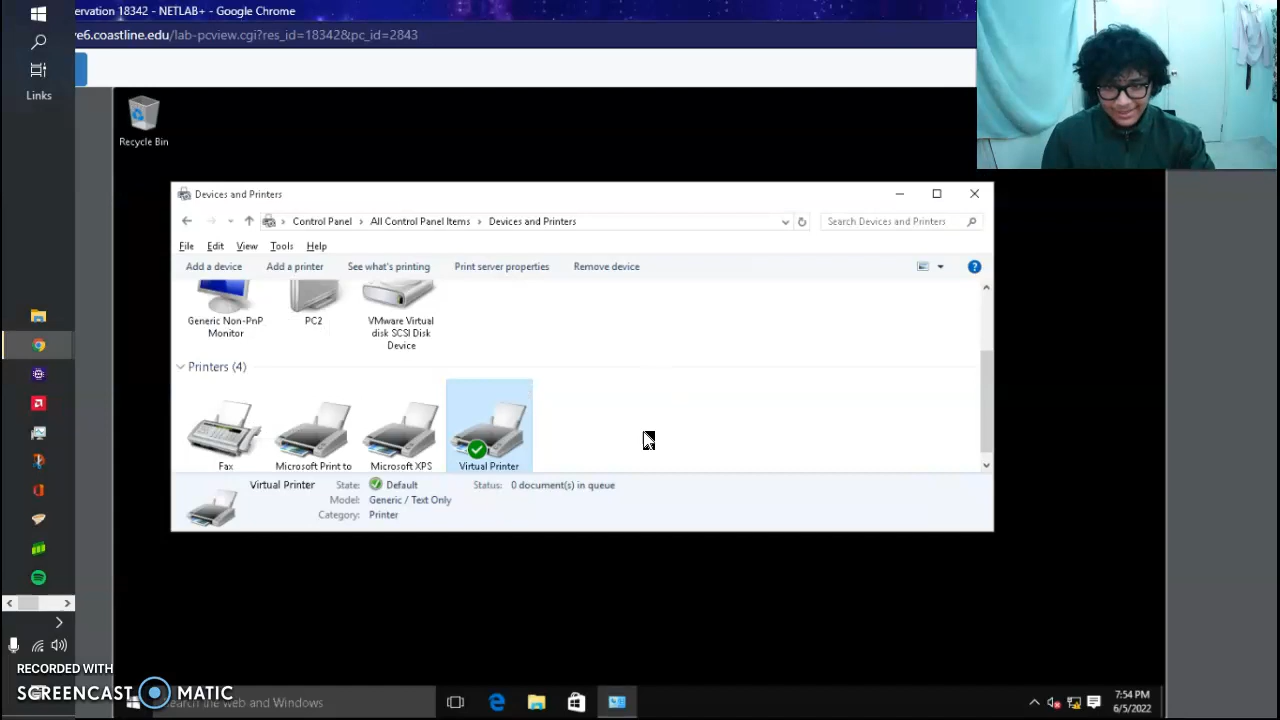 ervation 18342 - NETLAB+ - Google Chrome
ve6.coastline.edu/lab-pcview.cgi?res_id=18342&pc_id=2843
Links
Recycle Bin
Devices and Printers
Control Panel > All Control Panel Items > Devices and Printers
Search Devices and Printers
File Edit View Tools Help
Add a device Add a printer See what's printing Print server properties Remove device
Generic Non-PnP
Monitor
PC2
VMware Virtual
disk SCSI Disk
Device
Printers (4)
Fax
Microsoft Print to
Microsoft XPS
Virtual Printer
Virtual Printer State: Default Status: 0 document(s) in queue
Model: Generic / Text Only
Category: Printer
RECORDED WITH
SCREENCAST MATIC
earch the web and Windows
7:54 PM
6/5/2022